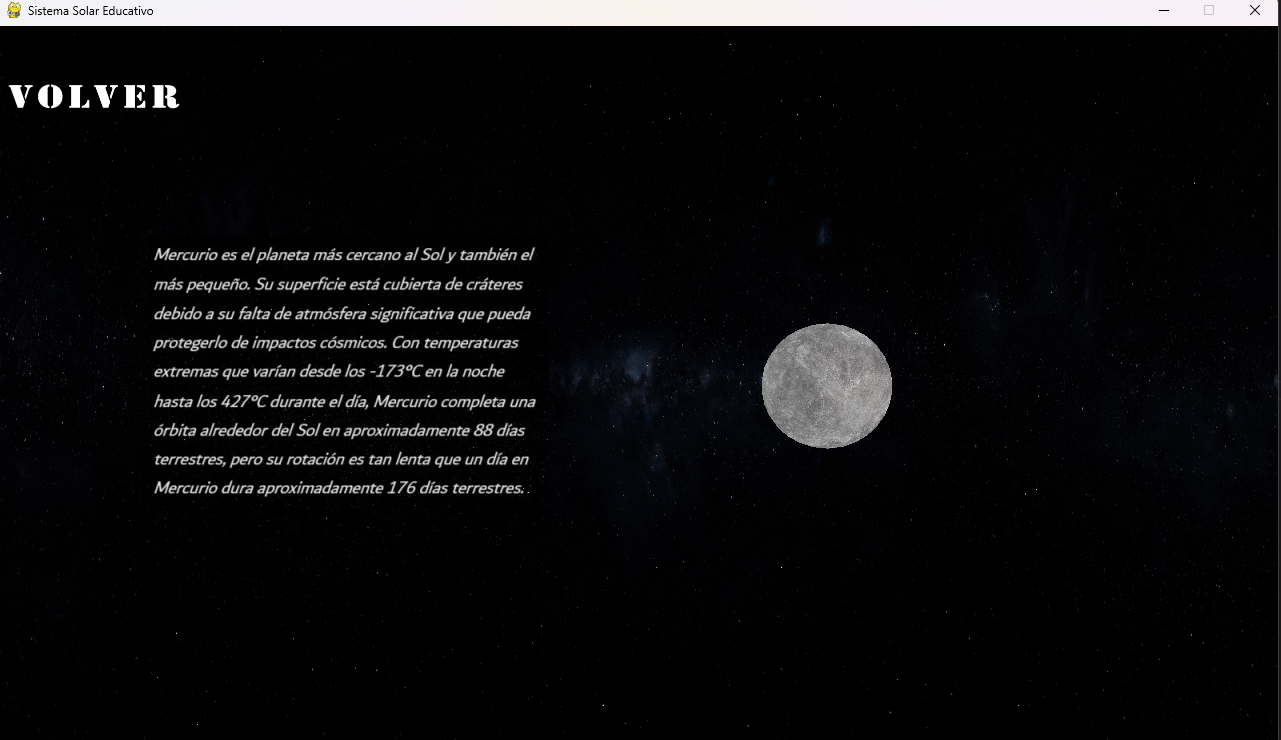 Sistema Solar Educativo
VOLVER
Mercurio es el planeta más cercano al Sol y también el
más pequeño. Su superficie está cubierta de cráteres
debido a su falta de atmósfera significativa que pueda
protegerlo de impactos cósmicos. Con temperaturas
extremas que varían desde los -173°C en la noche
hasta los 427°C durante el día, Mercurio completa una
órbita alrededor del Sol en aproximadamente 88 días
terrestres, pero su rotación es tan lenta que un día en
Mercurio dura aproximadamente 176 días terrestres.